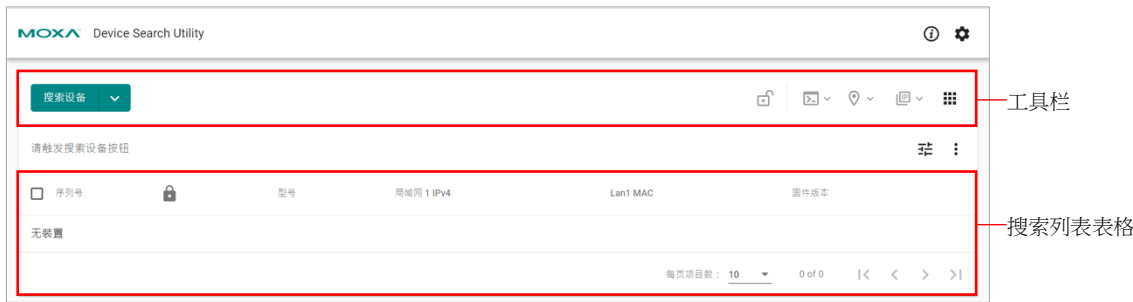 MOXA Device Search Utility
搜索设备
工具栏
请触发搜索设备按钮
序列号 型号 局域网 1 IPv4 Lan1 MAC 固件版本
无装置
搜索列表表格
每页项目数： 10 0 of 0